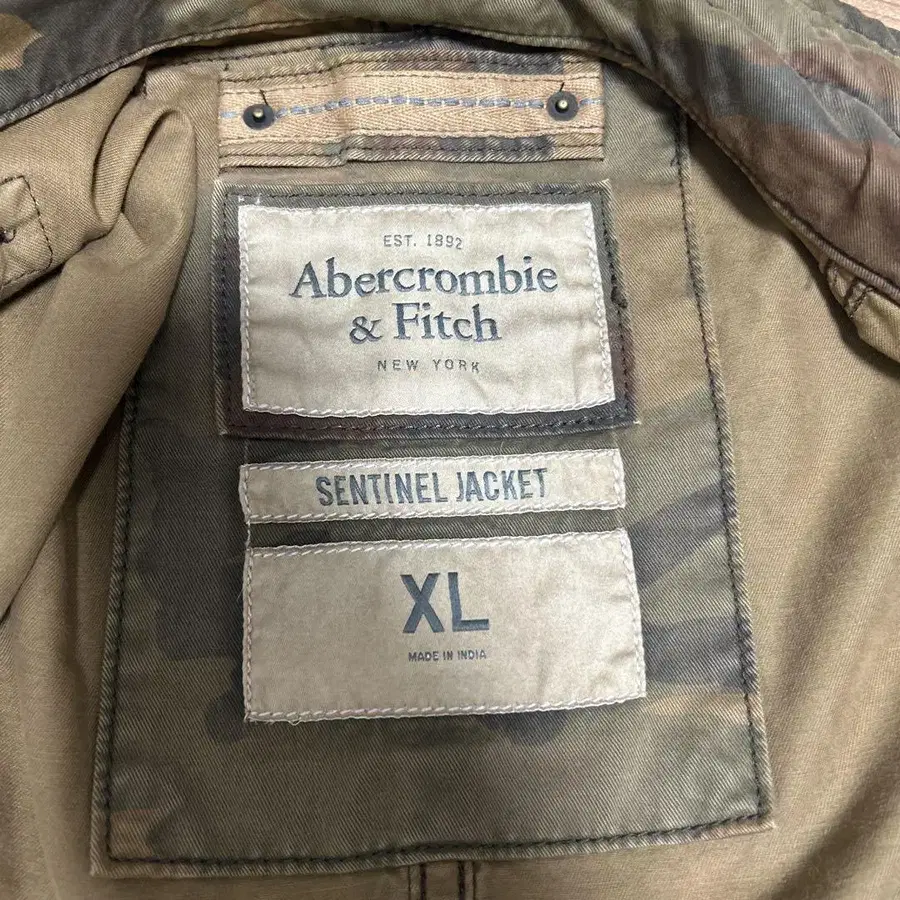 EST. 1892
Abercrombie
& Fitch
NEW YORK
SENTINEL JACKET
XL
MADE IN INDIA